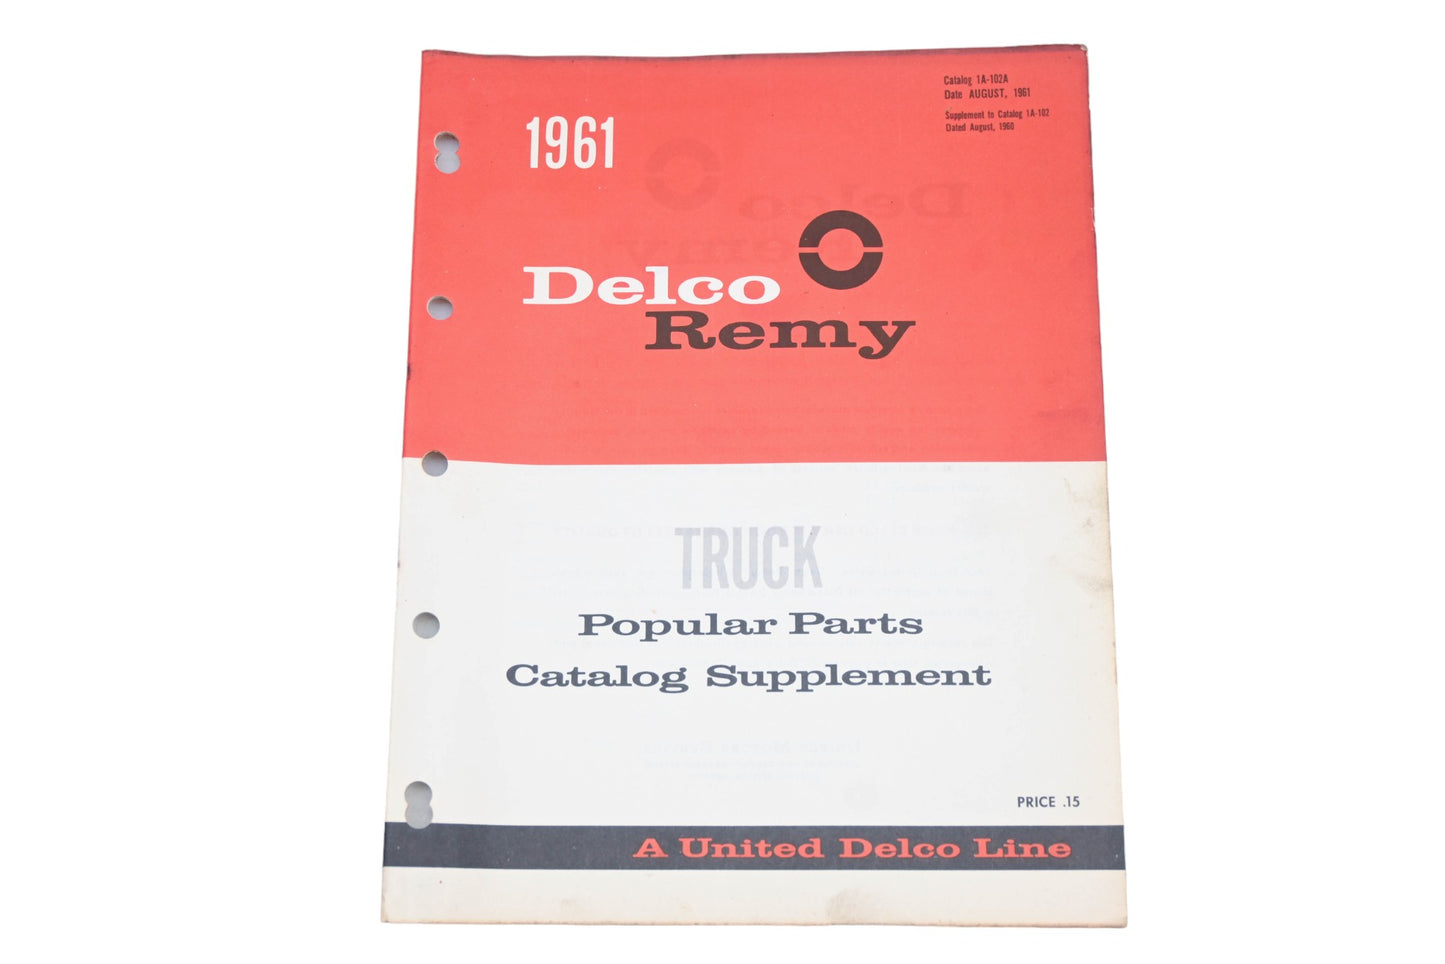 Catalog 1A-102A
Date AUGUST, 1961
Supplement to Catalog 1A-102
Dated August, 1960
1961
Delco
Remy
TRUCK
Popular Parts
Catalog Supplement
PRICE .15
A United Delco Line